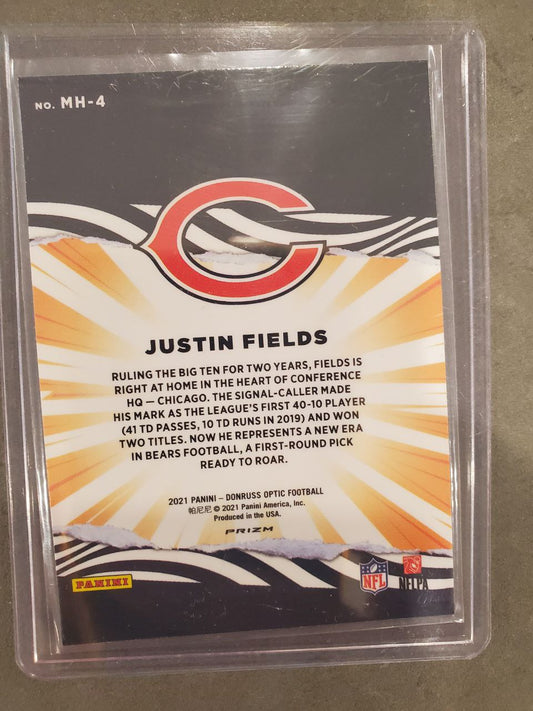 NO. MH-4
JUSTIN FIELDS
RULING THE BIG TEN FOR TWO YEARS, FIELDS IS
RIGHT AT HOME IN THE HEART OF CONFERENCE
HQ — CHICAGO. THE SIGNAL-CALLER MADE
HIS MARK AS THE LEAGUE'S FIRST 40-10 PLAYER
(41 TD PASSES, 10 TD RUNS IN 2019) AND WON
TWO TITLES. NOW HE REPRESENTS A NEW ERA
IN BEARS FOOTBALL, A FIRST-ROUND PICK
READY TO ROAR.
2021 PANINI – DONRUSS OPTIC FOOTBALL
帕尼尼 © 2021 Panini America, Inc.
Produced in the USA.
PRIZM
PANINI
NFL
NFLPA